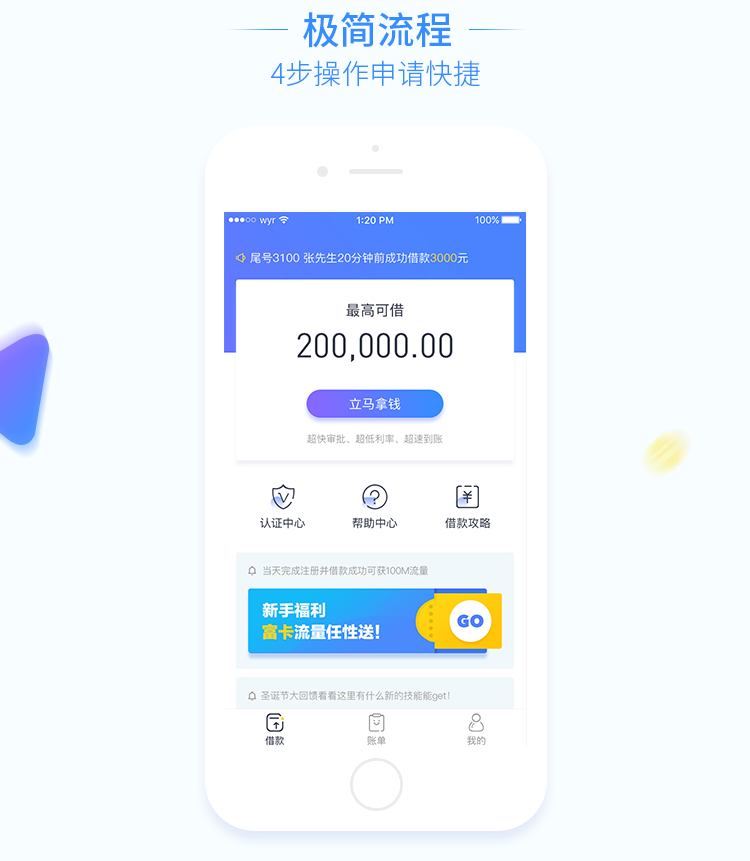 极简流程
4步操作申请快捷
wyr 1:20 PM 100%
尾号3100 张先生20分钟前成功借款3000元
最高可借
200,000.00
立马拿钱
超快审批、超低利率、超速到账
认证中心 帮助中心 借款攻略
当天完成注册并借款成功可获100M流量
新手福利
富卡流量任性送!
GO
圣诞节大回馈看看这里有什么新的技能能get!
借款 账单 我的